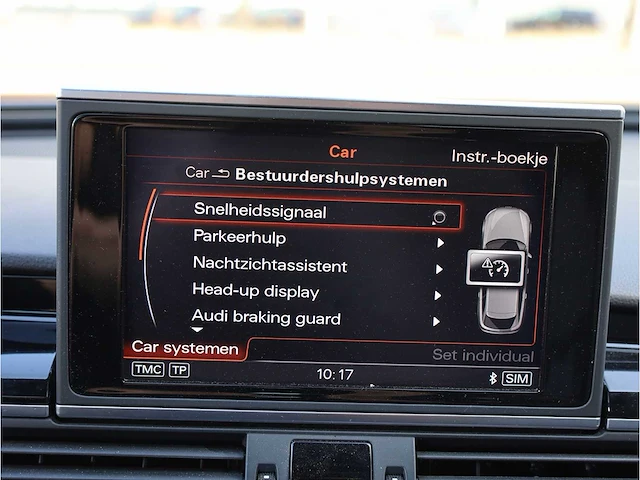 Car
Instr.-boekje
Car Bestuurdershulpsystemen
Snelheidssignaal
Parkeerhulp
Nachtzichtassistent
Head-up display
Audi braking guard
Car systemen
Set individual
TMC TP 10:17 SIM